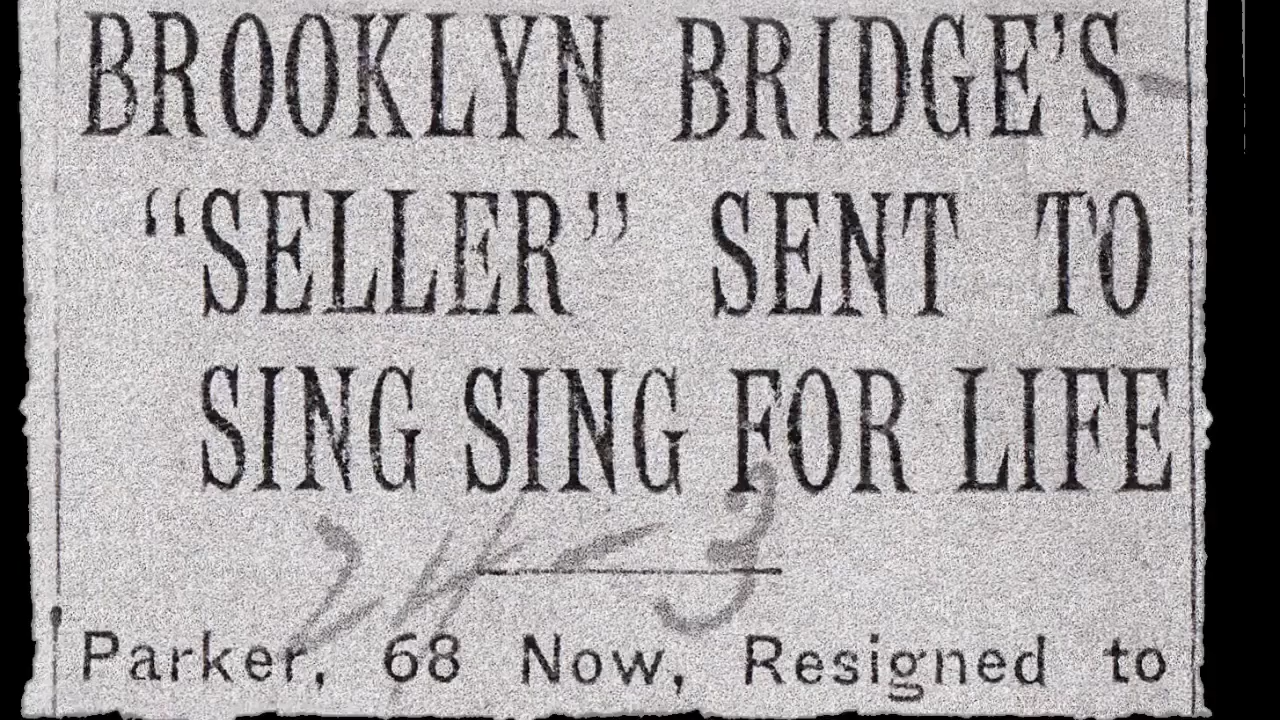 BROOKLYN BRIDGE'S
“SELLER” SENT TO
SING SING FOR LIFE
Parker, 68 Now, Resigned to